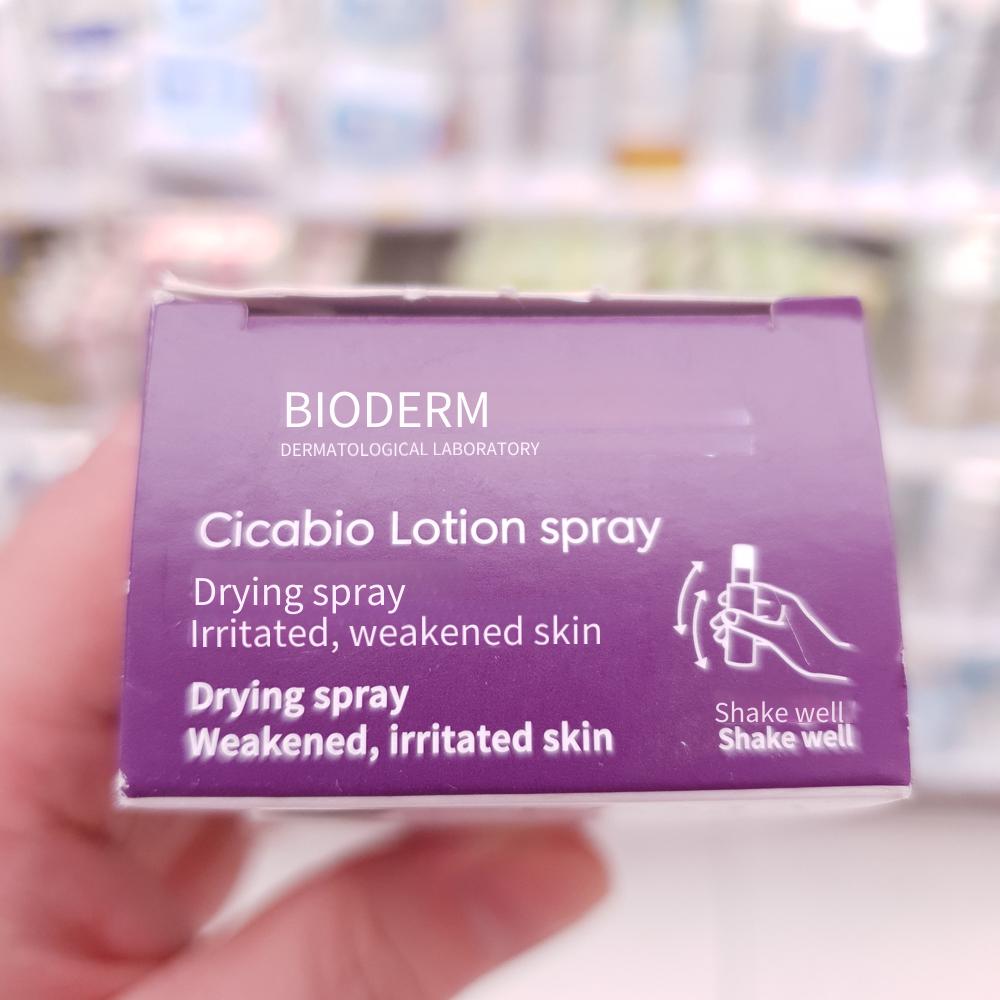 BIODERM
DERMATOLOGICAL LABORATORY
Cicabio Lotion spray
Drying spray
Irritated, weakened skin
Drying spray
Weakened, irritated skin
Shake well
Shake well